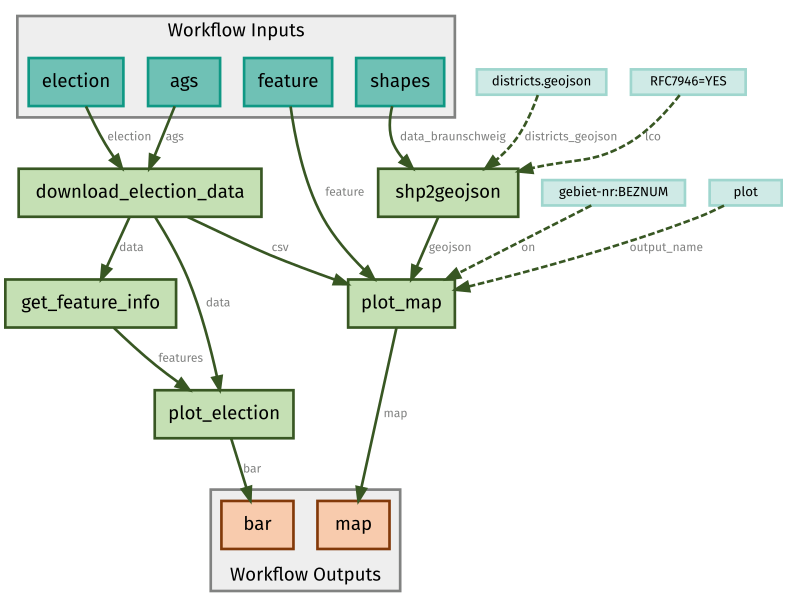 Workflow Inputs
election
ags
feature
shapes
districts.geojson
RFC7946=YES
election
ags
data_braunschweig
districts_geojson
lco
download_election_data
feature
shp2geojson
gebiet-nr:BEZNUM
plot
data
csv
geojson
on
output_name
get_feature_info
data
plot_map
features
plot_election
map
bar
bar
map
Workflow Outputs